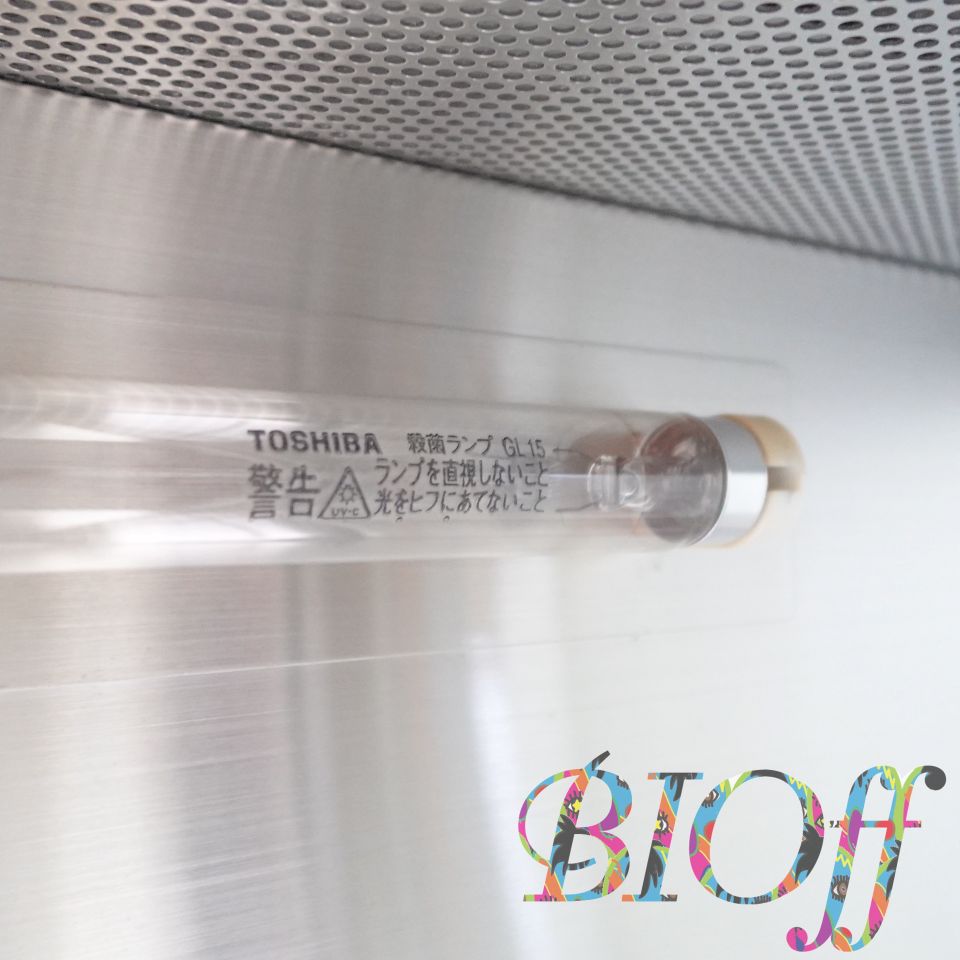 TOSHIBA 殺菌ランプ GL15
警告 UV-C ランプを直視しないこと
光をヒフにあてないこと
BIOff